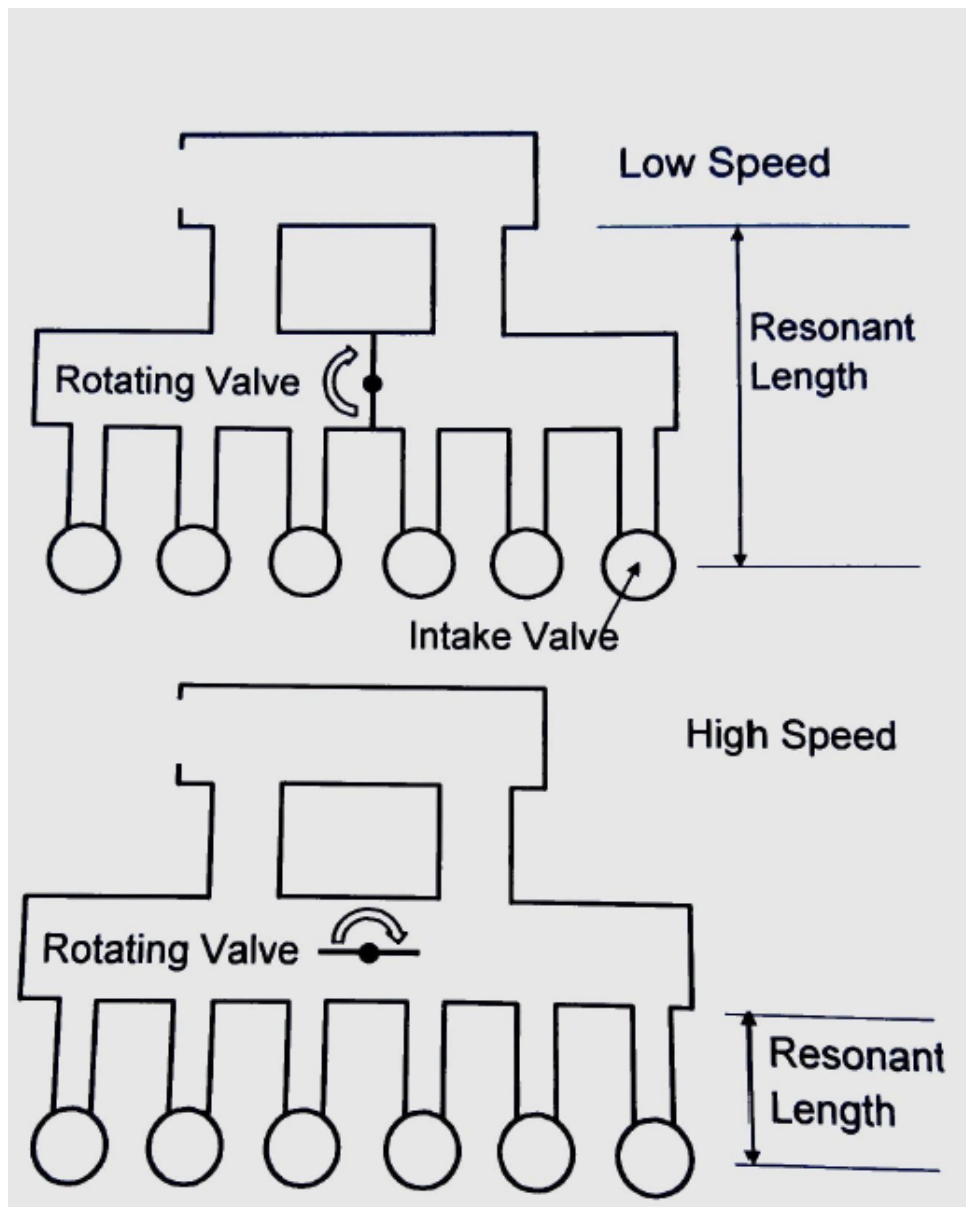 Low Speed
Resonant
Length
Rotating Valve
Intake Valve
High Speed
Rotating Valve
Resonant
Length